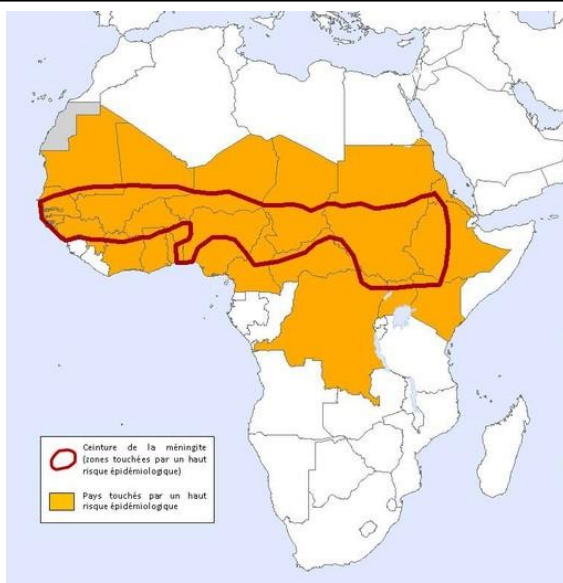 Ceinture de la méningite
(zones touchées par un haut
risque épidémiologique)
Pays touchés par un haut
risque épidémiologique